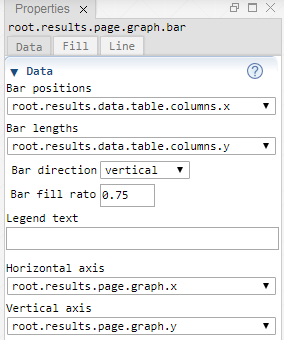 Properties
root.results.page.graph.bar
Data Fill Line
Data ?
Bar positions
root.results.data.table.columns.x
Bar lengths
root.results.data.table.columns.y
Bar direction vertical
Bar fill rato 0.75
Legend text
Horizontal axis
root.results.page.graph.x
Vertical axis
root.results.page.graph.y